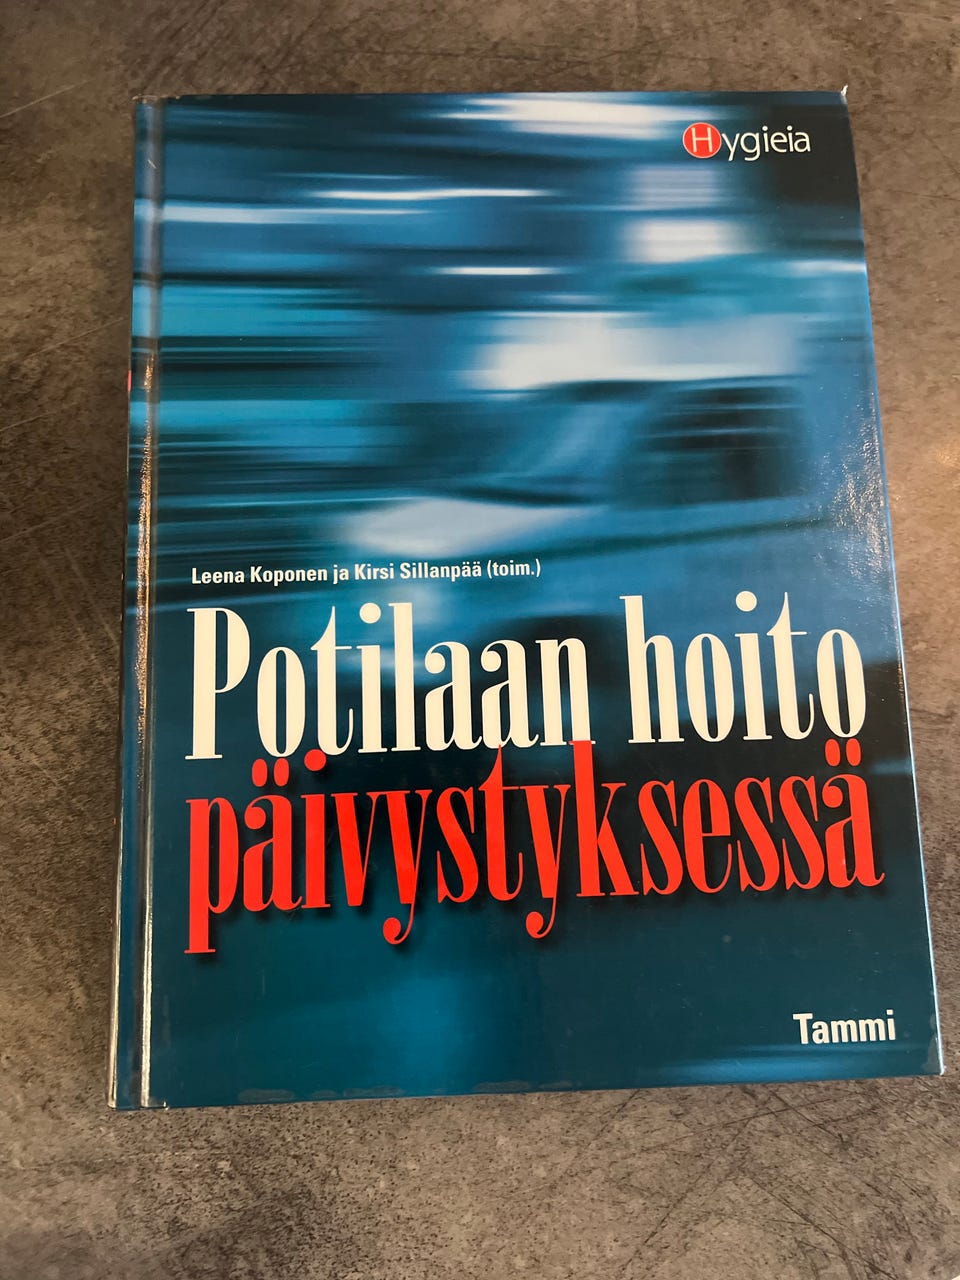 Hygieia
Leena Koponen ja Kirsi Sillanpää (toim.)
Potilaan hoito
päivystyksessä
Tammi